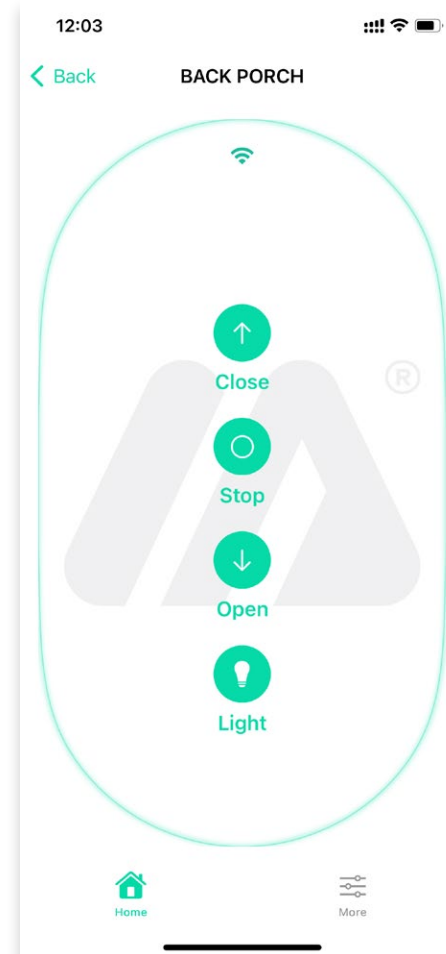 12:03
Back
BACK PORCH
Close
®
Stop
Open
Light
Home
More